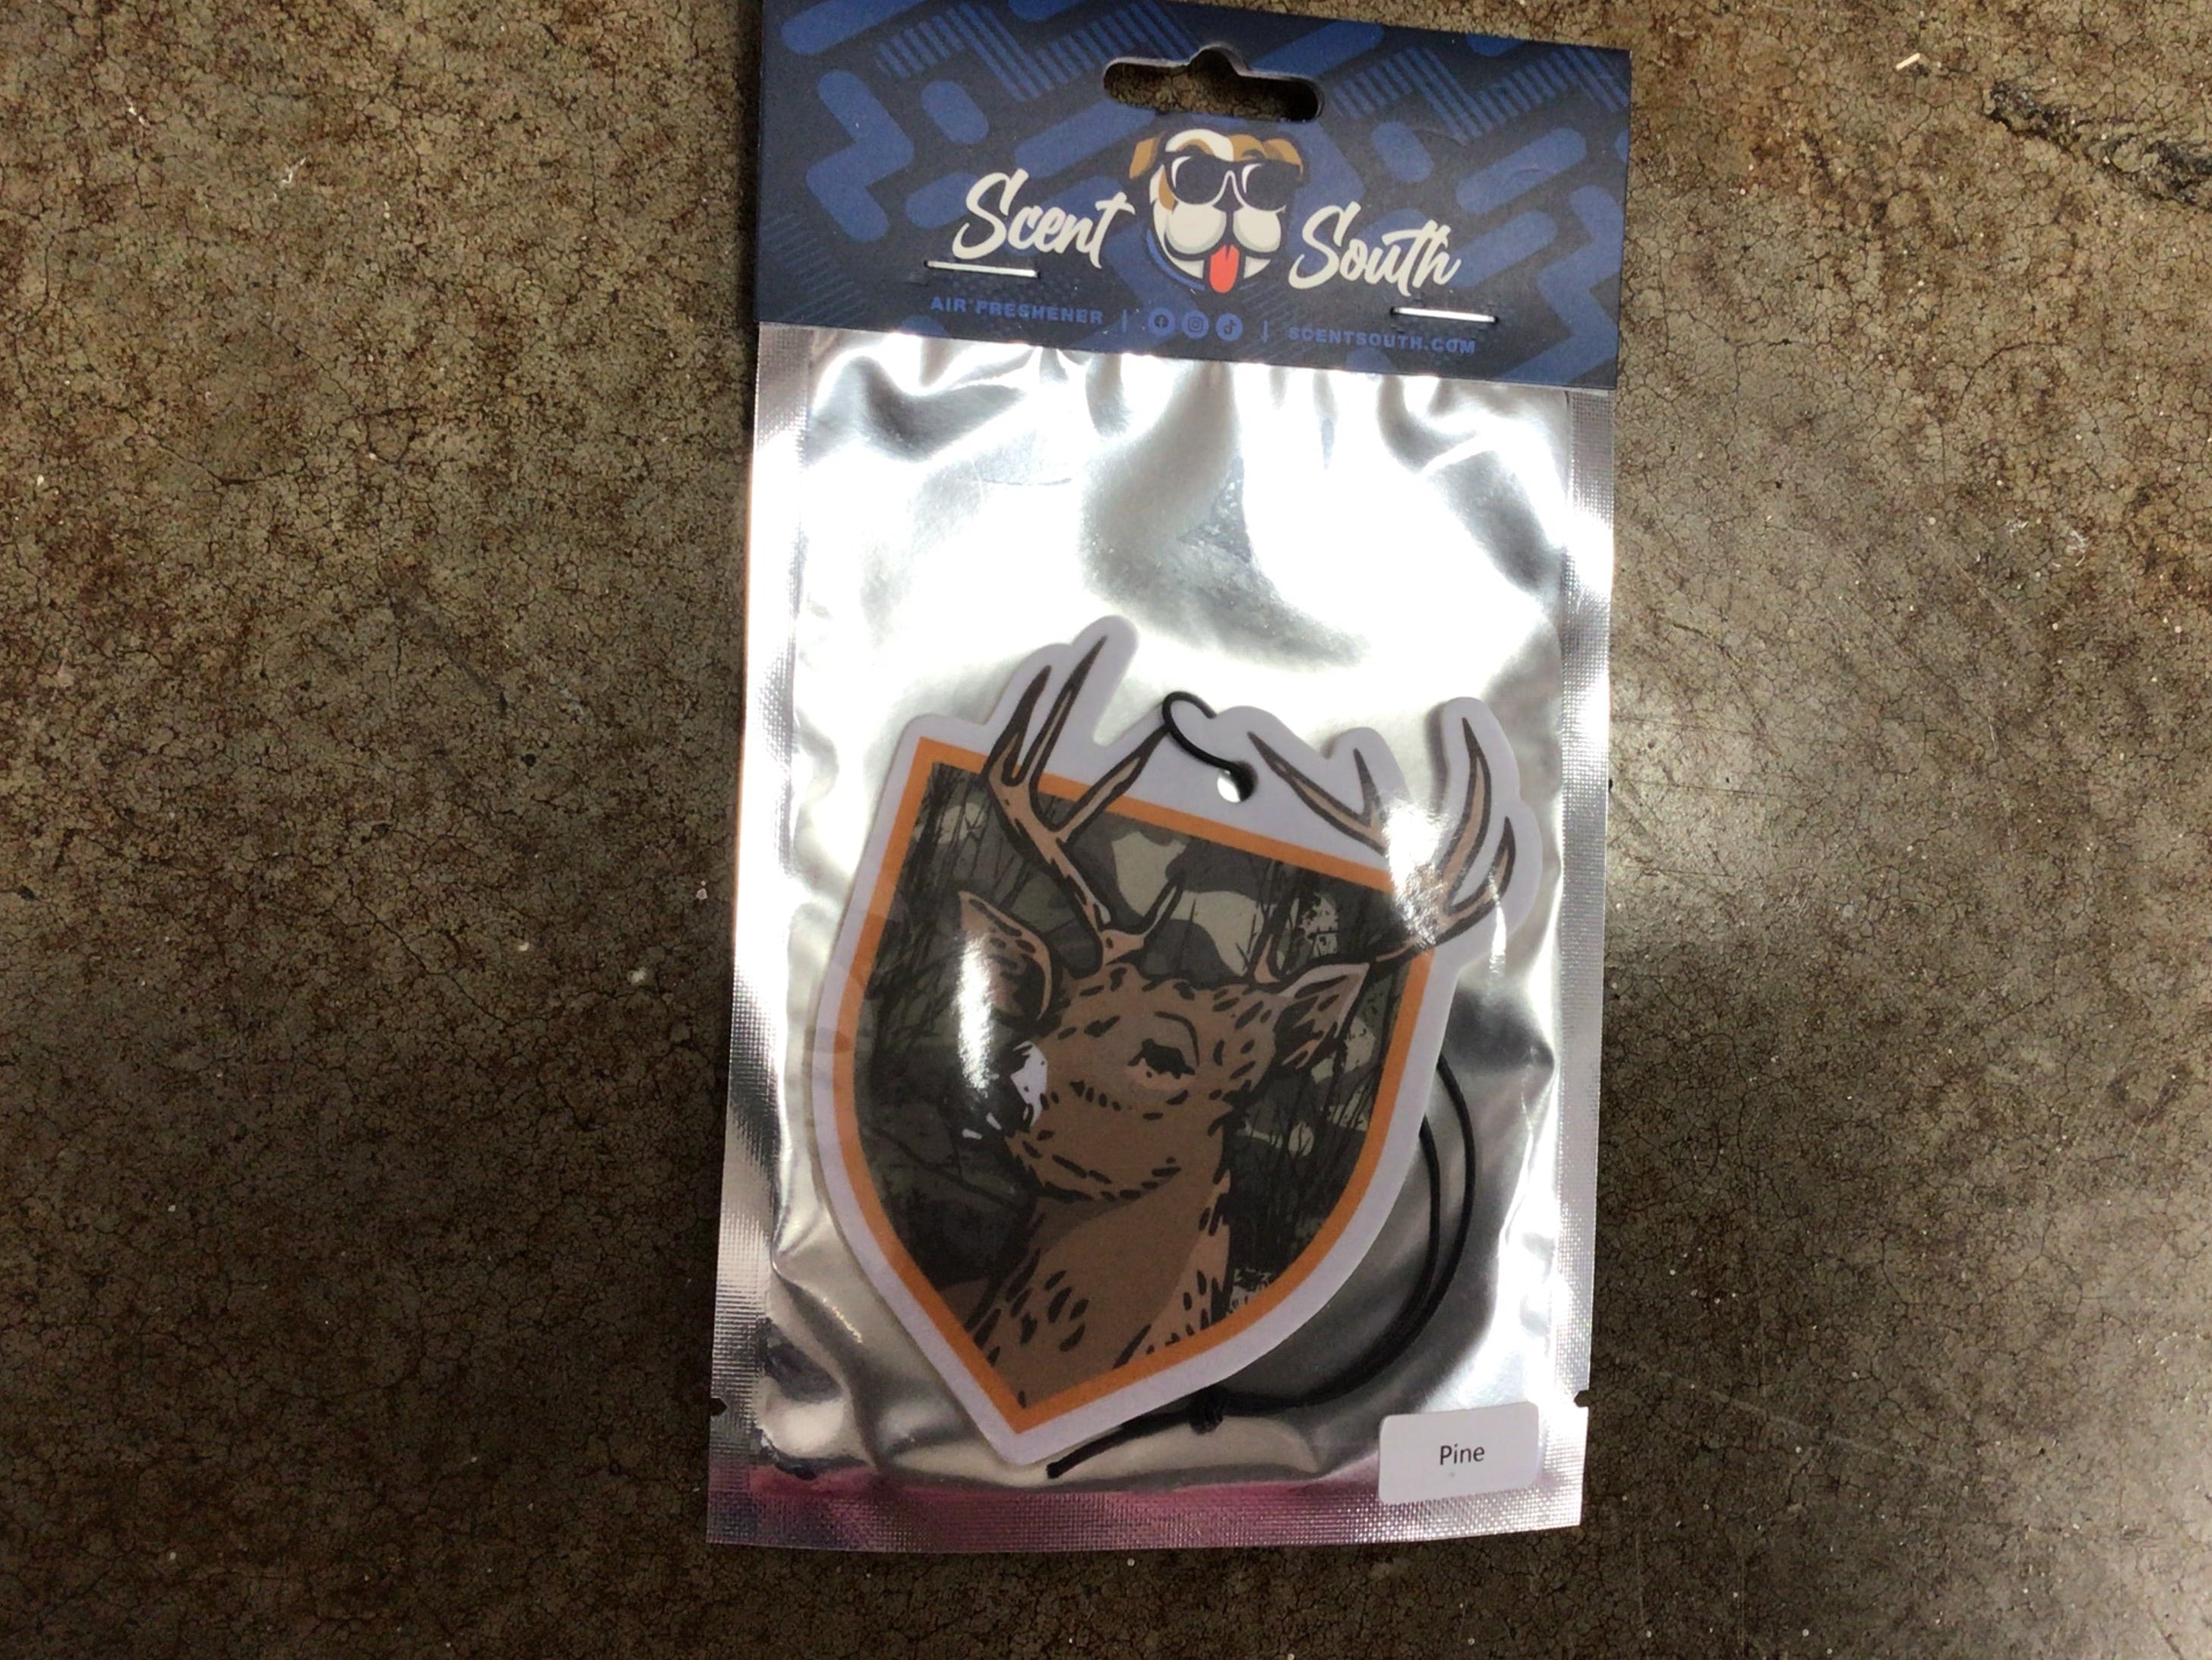 Scent South
AIR FRESHENER | | SCENTSOUTH.COM
Pine